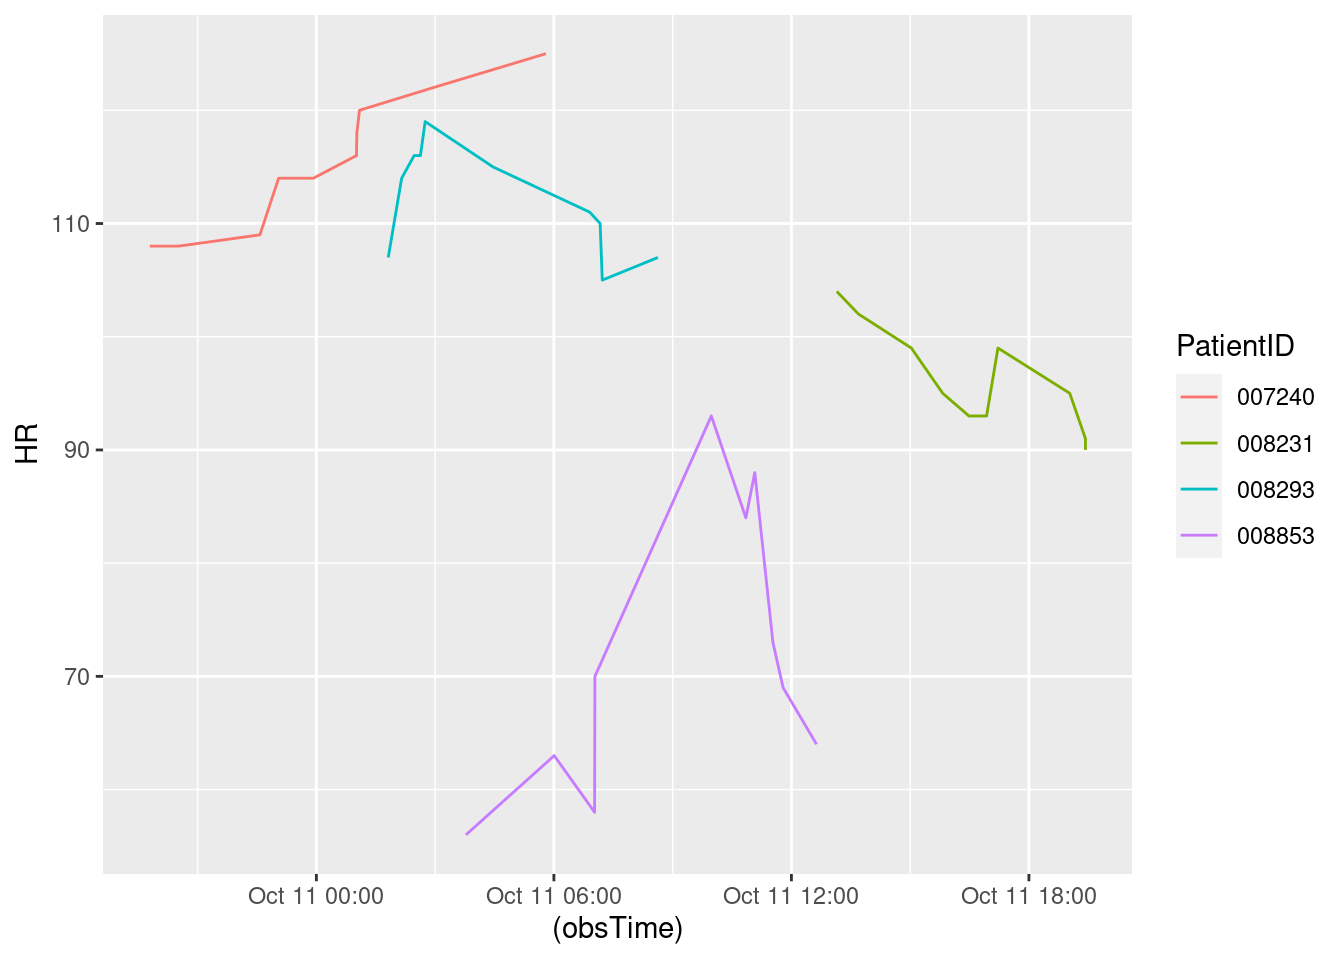 HR
110
90
70
Oct 11 00:00
Oct 11 06:00
Oct 11 12:00
Oct 11 18:00
(obsTime)
PatientID
007240
008231
008293
008853